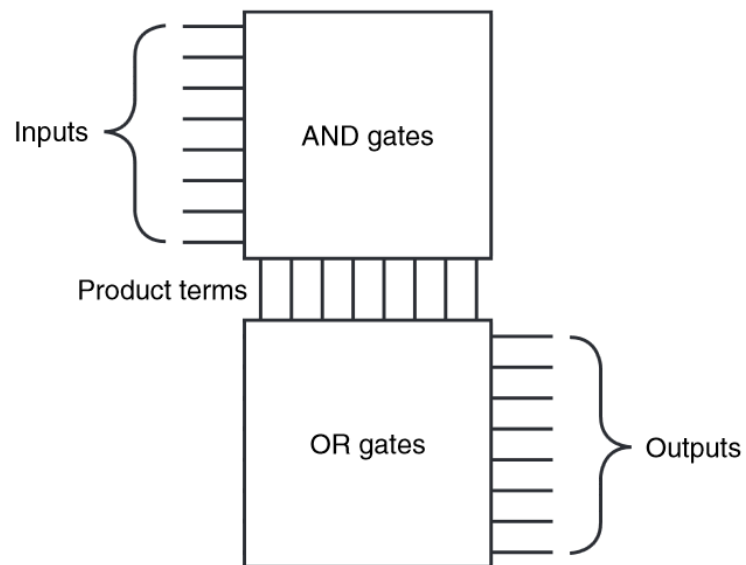 AND gates
Inputs
Product terms
OR gates
Outputs